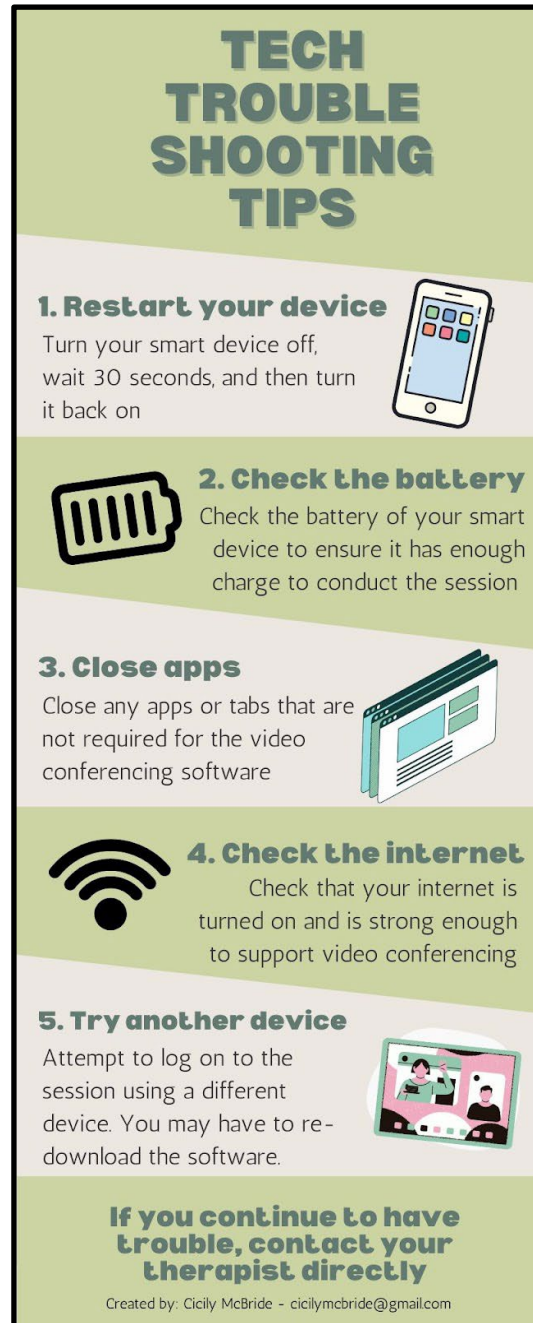 TECH
TROUBLE
SHOOTING
TIPS
1. Restart your device
Turn your smart device off,
wait 30 seconds, and then turn
it back on
2. Check the battery
Check the battery of your smart
device to ensure it has enough
charge to conduct the session
3. Close apps
Close any apps or tabs that are
not required for the video
conferencing software
4. Check the internet
Check that your internet is
turned on and is strong enough
to support video conferencing
5. Try another device
Attempt to log on to the
session using a different
device. You may have to re-
download the software.
If you continue to have
trouble, contact your
therapist directly
Created by: Cicily McBride - cicilymcbride@gmail.com